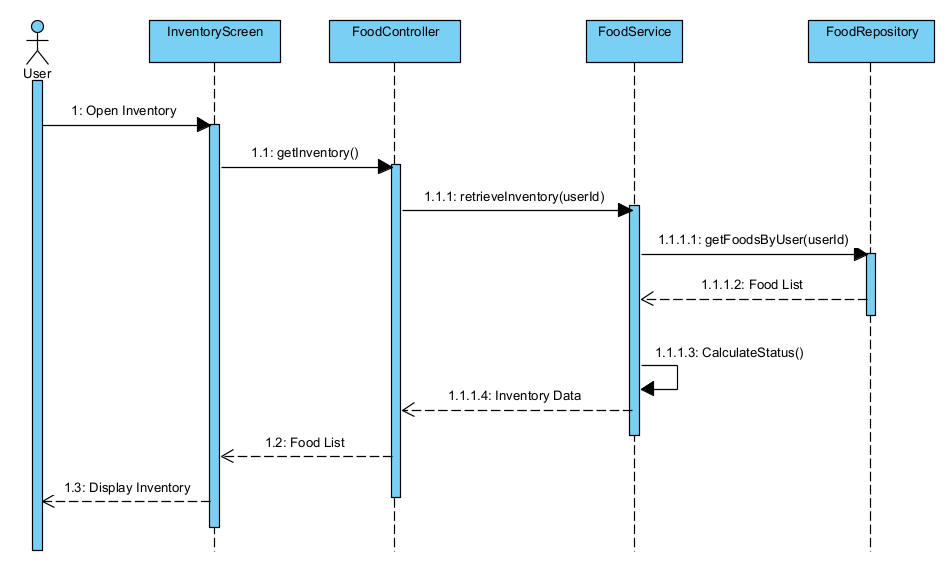 InventoryScreen
FoodController
FoodService
FoodRepository
User
1: Open Inventory
1.1: getInventory()
1.1.1: retrieveInventory(userId)
1.1.1.1: getFoodsByUser(userId)
1.1.1.2: Food List
1.1.1.3: CalculateStatus()
1.1.1.4: Inventory Data
1.2: Food List
1.3: Display Inventory